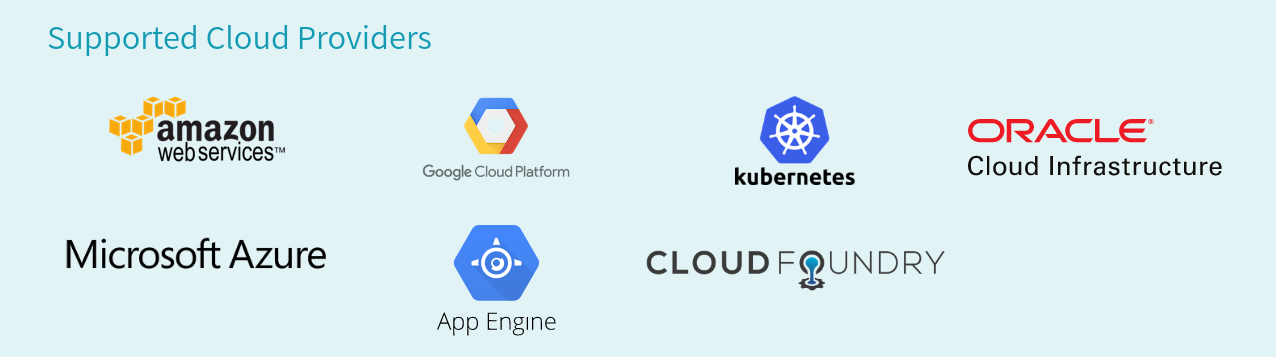 Supported Cloud Providers
amazon
web services™
Google Cloud Platform
kubernetes
ORACLE®
Cloud Infrastructure
Microsoft Azure
App Engine
CLOUD FOUNDRY